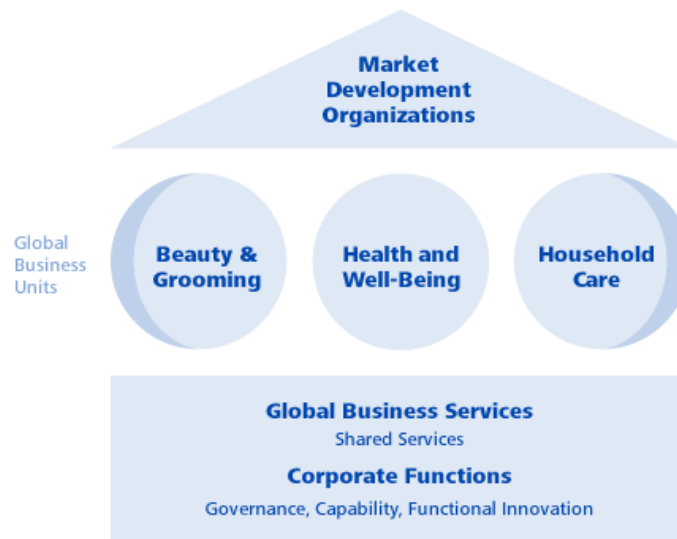 Market
Development
Organizations
Global
Business
Units
Beauty &
Grooming
Health and
Well-Being
Household
Care
Global Business Services
Shared Services
Corporate Functions
Governance, Capability, Functional Innovation